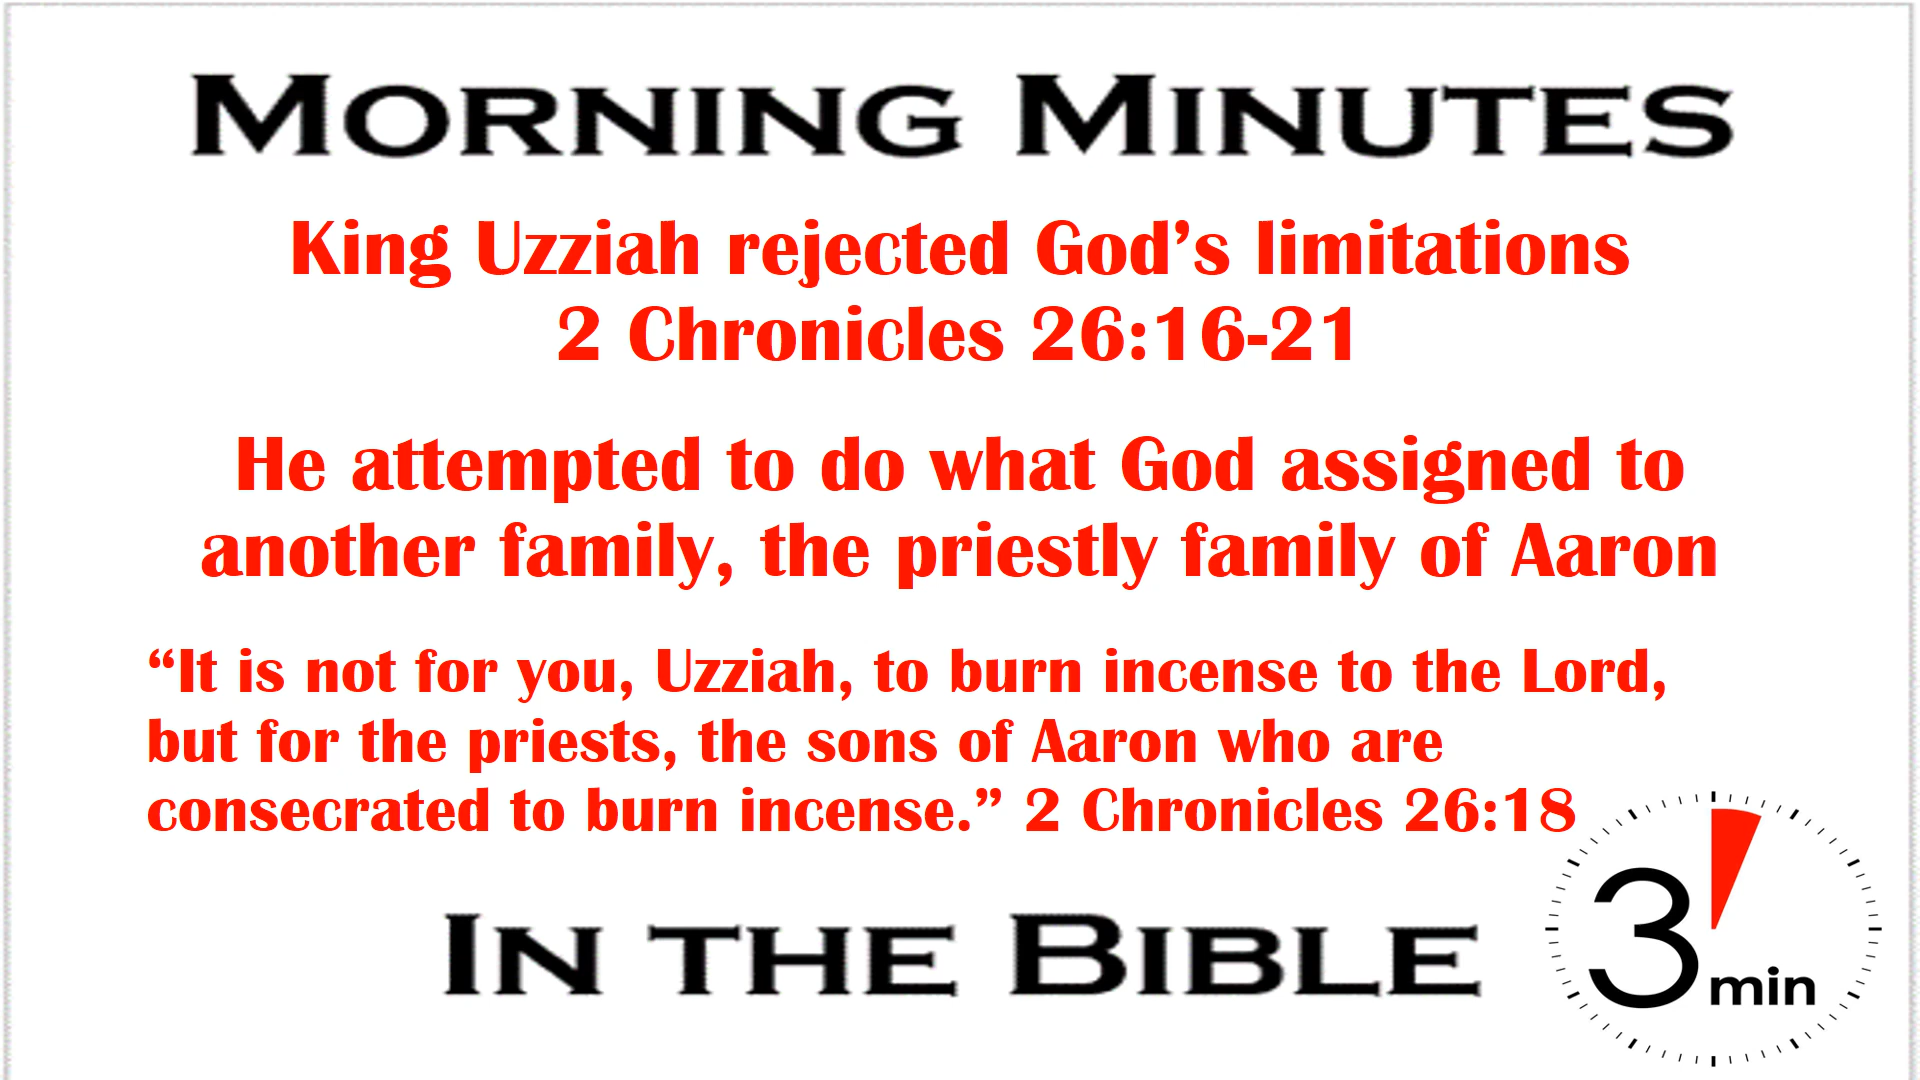 Morning Minutes
King Uzziah rejected God’s limitations
2 Chronicles 26:16-21
He attempted to do what God assigned to
another family, the priestly family of Aaron
“It is not for you, Uzziah, to burn incense to the Lord,
but for the priests, the sons of Aaron who are
consecrated to burn incense.” 2 Chronicles 26:18
In the Bible
3 min